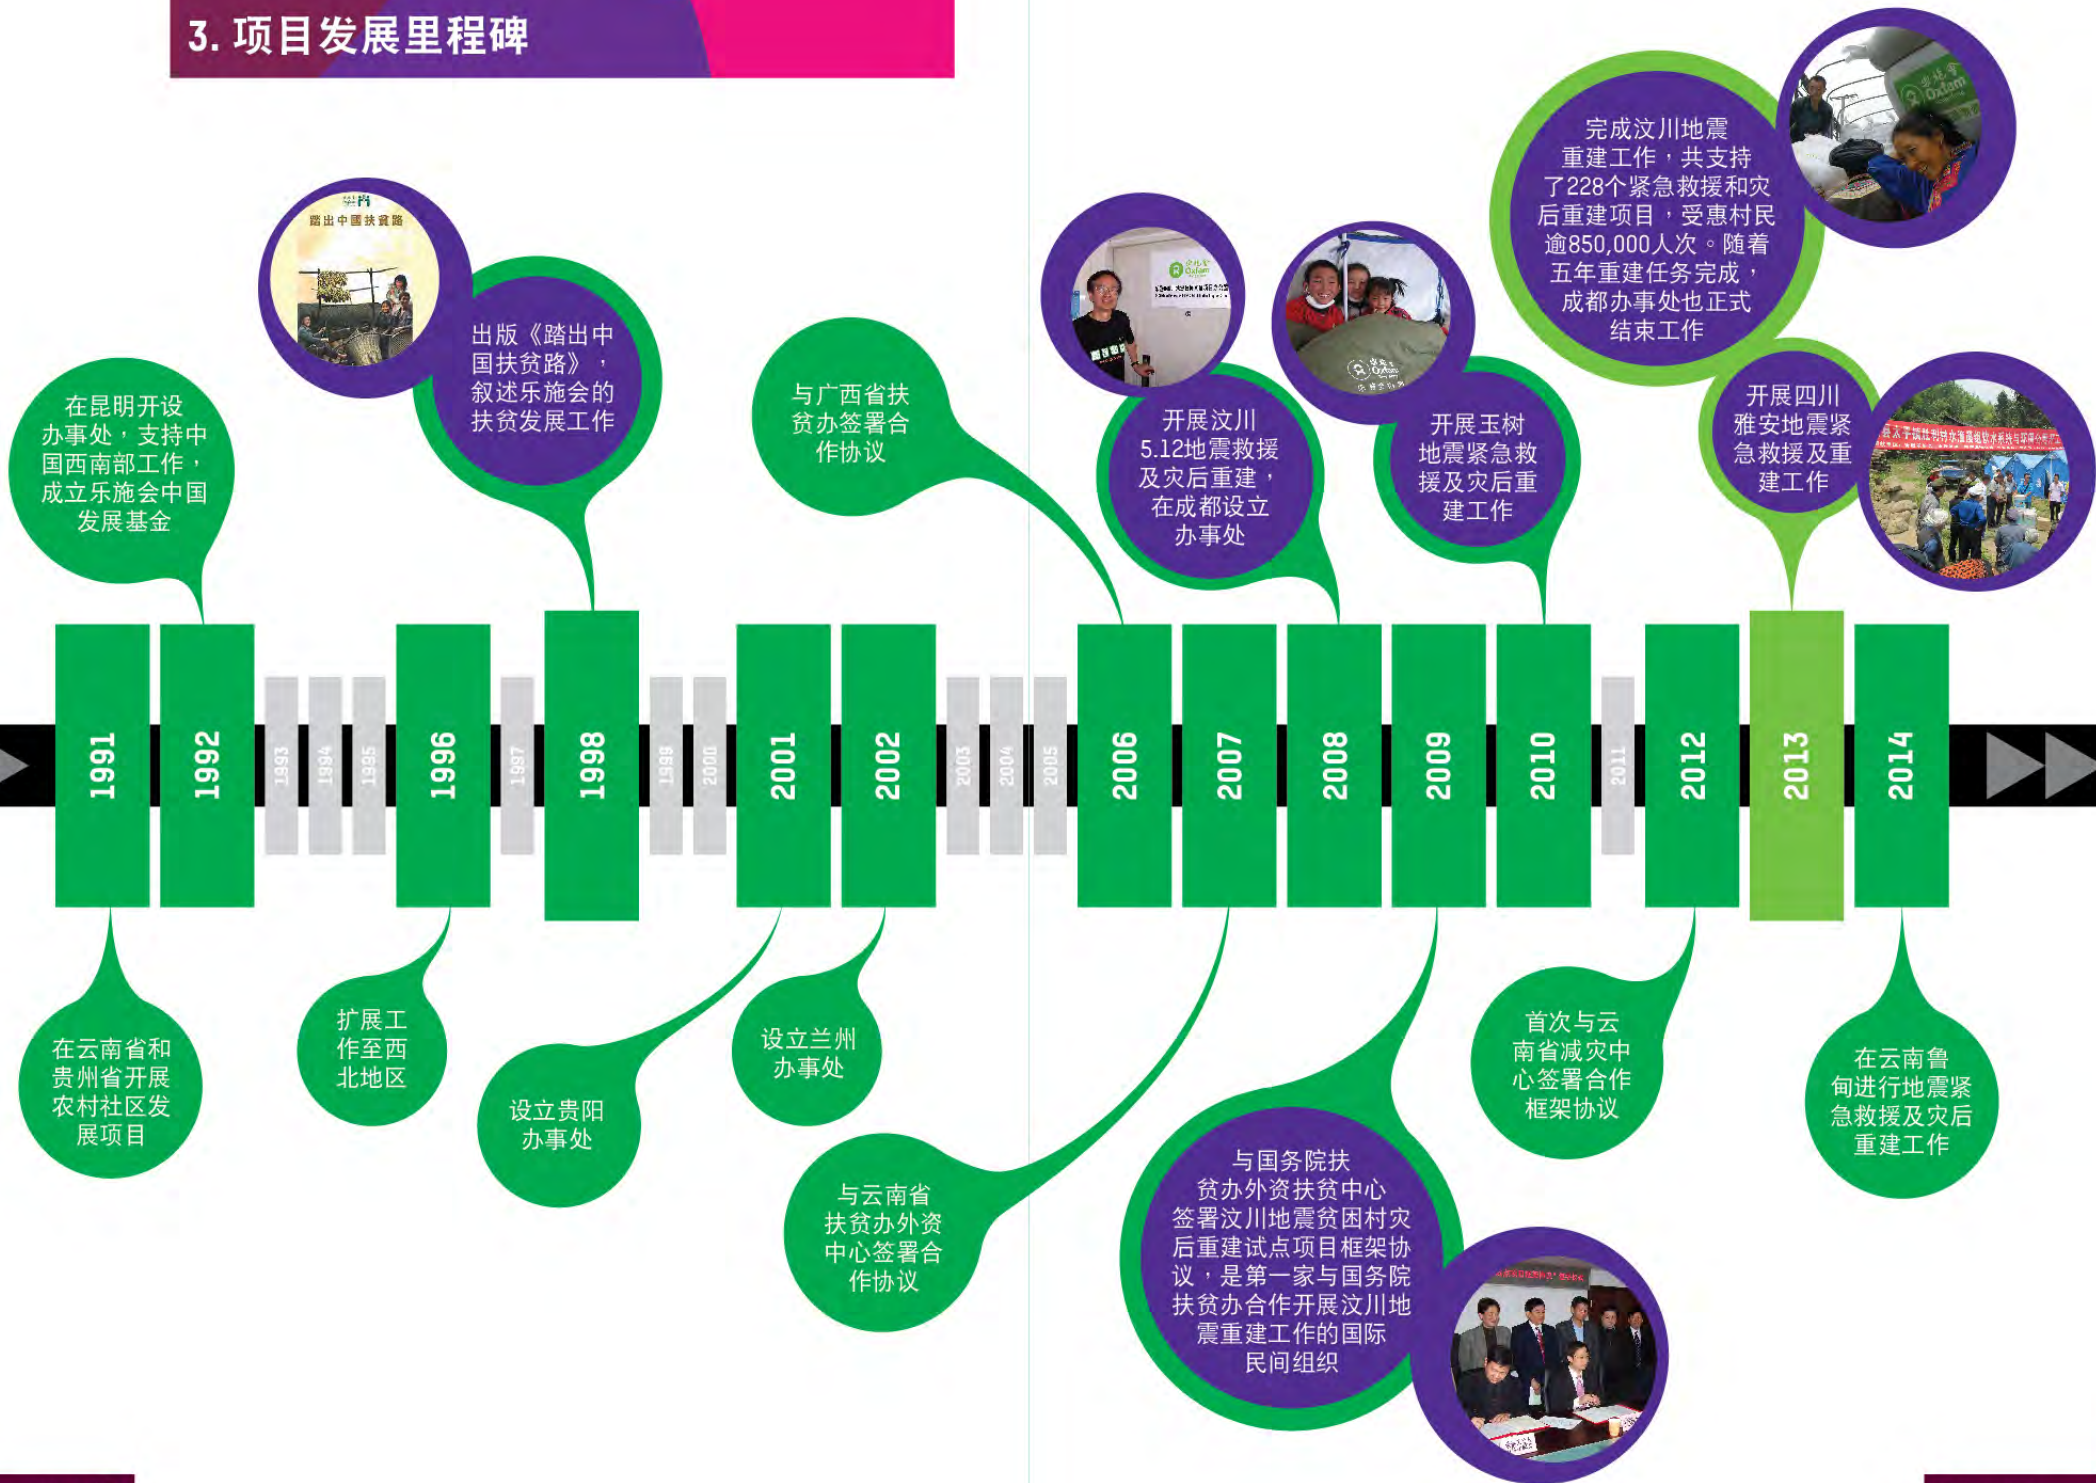 3. 项目发展里程碑
踏出中國扶貧路
在昆明开设
办事处，支持中
国西南部工作，
成立乐施会中国
发展基金
出版《踏出中
国扶贫路》，
叙述乐施会的
扶贫发展工作
与广西省扶
贫办签署合
作协议
乐施会
Oxfam
开展汶川
5.12地震救援
及灾后重建，
在成都设立
办事处
Oxfam
开展玉树
地震紧急救
援及灾后重
建工作
完成汶川地震
重建工作，共支持
了228个紧急救援和灾
后重建项目，受惠村民
逾850,000人次。随着
五年重建任务完成，
成都办事处也正式
结束工作
乐施會
Oxfam
开展四川
雅安地震紧
急救援及重
建工作
1991
1992
1993
1994
1995
1996
1997
1998
1999
2000
2001
2002
2003
2004
2005
2006
2007
2008
2009
2010
2011
2012
2013
2014
在云南省和
贵州省开展
农村社区发
展项目
扩展工
作至西
北地区
设立贵阳
办事处
设立兰州
办事处
与云南省
扶贫办外资
中心签署合
作协议
与国务院扶
贫办外资扶贫中心
签署汶川地震贫困村灾
后重建试点项目框架协
议，是第一家与国务院
扶贫办合作开展汶川地
震重建工作的国际
民间组织
首次与云
南省减灾中
心签署合作
框架协议
在云南鲁
甸进行地震紧
急救援及灾后
重建工作